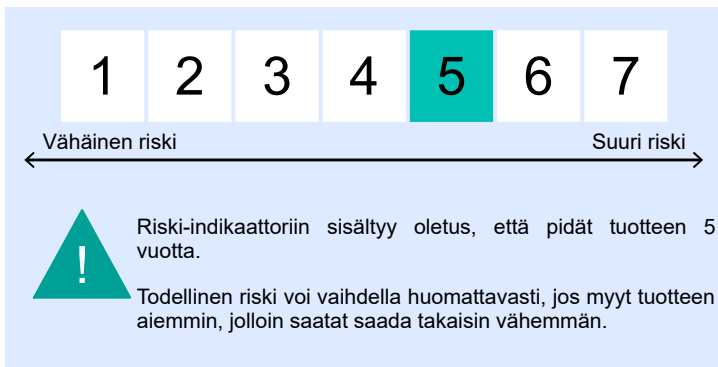 1 2 3 4 5 6 7
Vähäinen riski Suuri riski
!
Riski-indikaattoriin sisältyy oletus, että pidät tuotteen 5
vuotta.
Todellinen riski voi vaihdella huomattavasti, jos myyt tuotteen
aiemmin, jolloin saatat saada takaisin vähemmän.